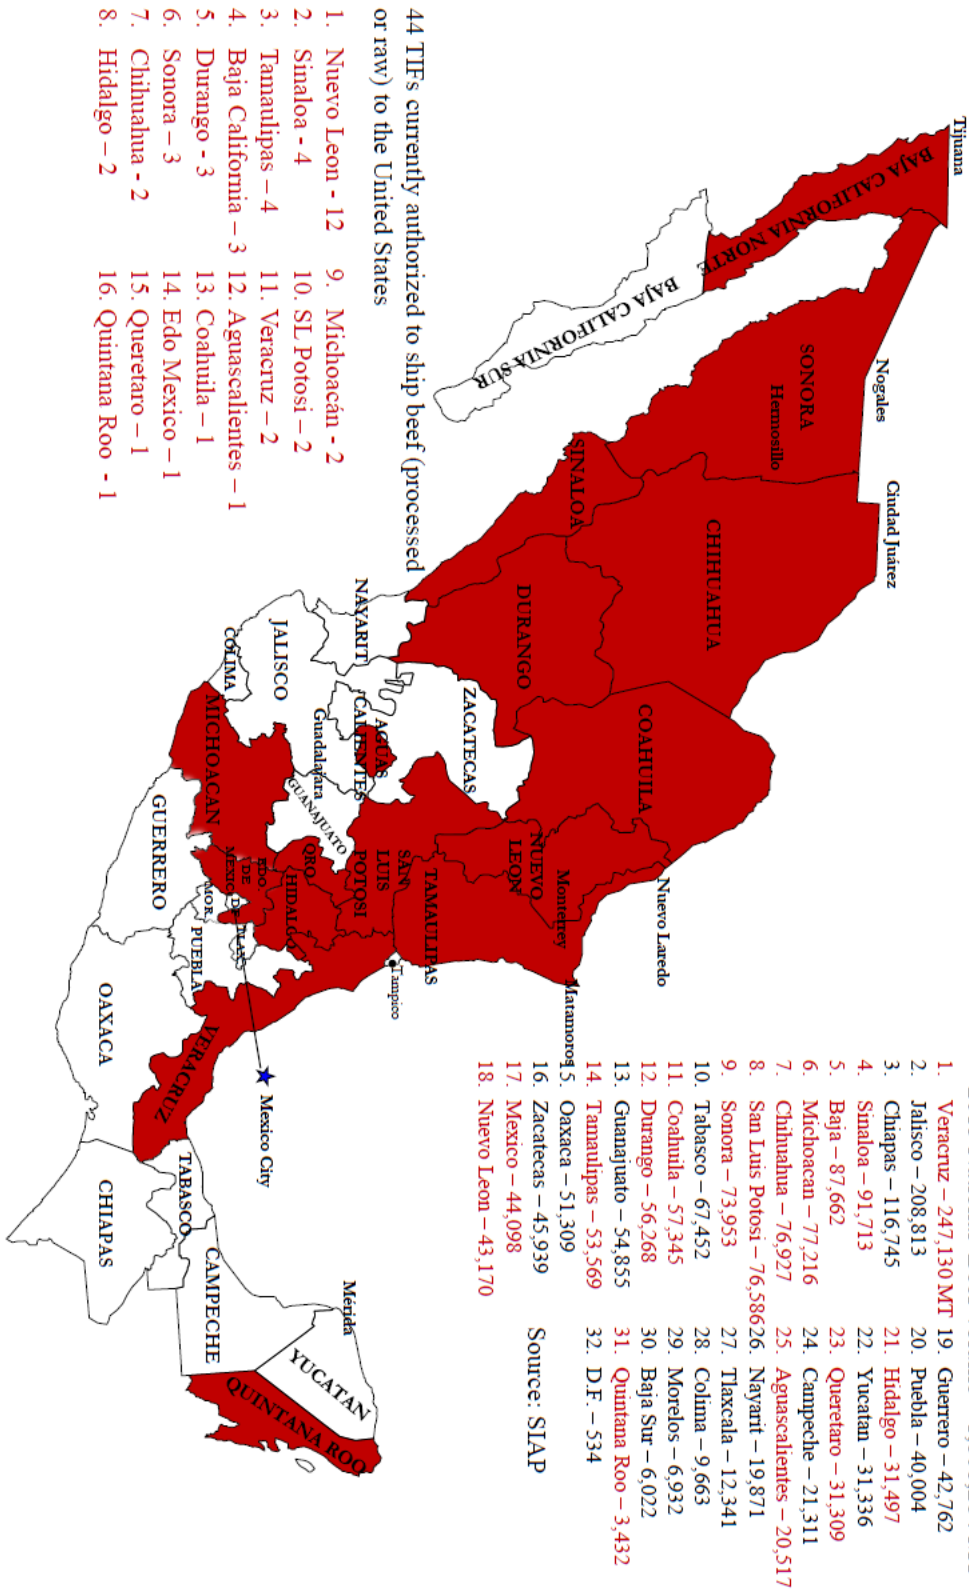 1. Veracruz – 247,130 MT
2. Jalisco – 208,813
3. Chiapas – 116,745
4. Sinaloa – 91,713
5. Baja – 87,662
6. Michoacan – 77,216
7. Chihuahua – 76,927
8. San Luis Potosi – 76,586
9. Sonora – 73,953
10. Tabasco – 67,452
11. Coahuila – 57,345
12. Durango – 56,268
13. Guanajuato – 54,855
14. Tamaulipas – 53,569
15. Oaxaca – 51,309
16. Zacatecas – 45,939
17. Mexico – 44,098
18. Nuevo Leon – 43,170
19. Guerrero – 42,762
20. Puebla – 40,004
21. Hidalgo – 31,497
22. Yucatan – 31,336
23. Queretaro – 31,309
24. Campeche – 21,311
25. Aguascalientes – 20,517
26. Nayarit – 19,871
27. Tlaxcala – 12,341
28. Colima – 9,663
29. Morelos – 6,932
30. Baja Sur – 6,022
31. Quintana Roo – 3,432
32. D.F. – 534
Source: SIAP
Tijuana
Nogales
Ciudad Juárez
Nuevo Laredo
Matamoros
BAJA CALIFORNIA NORTE
BAJA CALIFORNIA SUR
SONORA
Hermosillo
CHIHUAHUA
COAHUILA
SINALOA
DURANGO
NUEVO
LEON
Monterrey
ZACATECAS
TAMAULIPAS
SAN
LUIS
POTOSI
Tampico
NAYARIT
AGUAS
CALIENTES
JALISCO
Guadalajara
GUANAJUATO
QRO
HIDALGO
COLIMA
MICHOACAN
EDO.
DE
MEXICO
DF
TLAX
MOR.
PUEBLA
Mexico City
GUERRERO
OAXACA
VERACRUZ
TABASCO
CHIAPAS
CAMPECHE
Mérida
YUCATAN
QUINTANA ROO
44 TIFs currently authorized to ship beef (processed
or raw) to the United States
1. Nuevo Leon - 12
2. Sinaloa - 4
3. Tamaulipas – 4
4. Baja California – 3
5. Durango - 3
6. Sonora – 3
7. Chihuahua - 2
8. Hidalgo – 2
9. Michoacán - 2
10. SL Potosi – 2
11. Veracruz – 2
12. Aguascalientes – 1
13. Coahuila – 1
14. Edo Mexico – 1
15. Queretaro – 1
16. Quintana Roo - 1